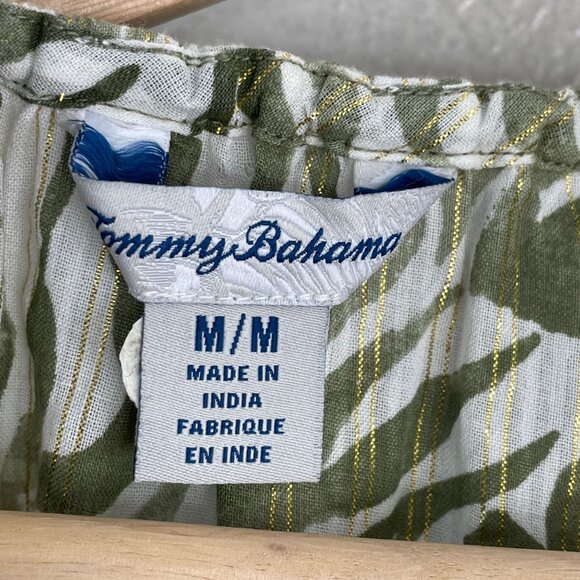 Tommy Bahama
M/M
MADE IN
INDIA
FABRIQUE
EN INDE